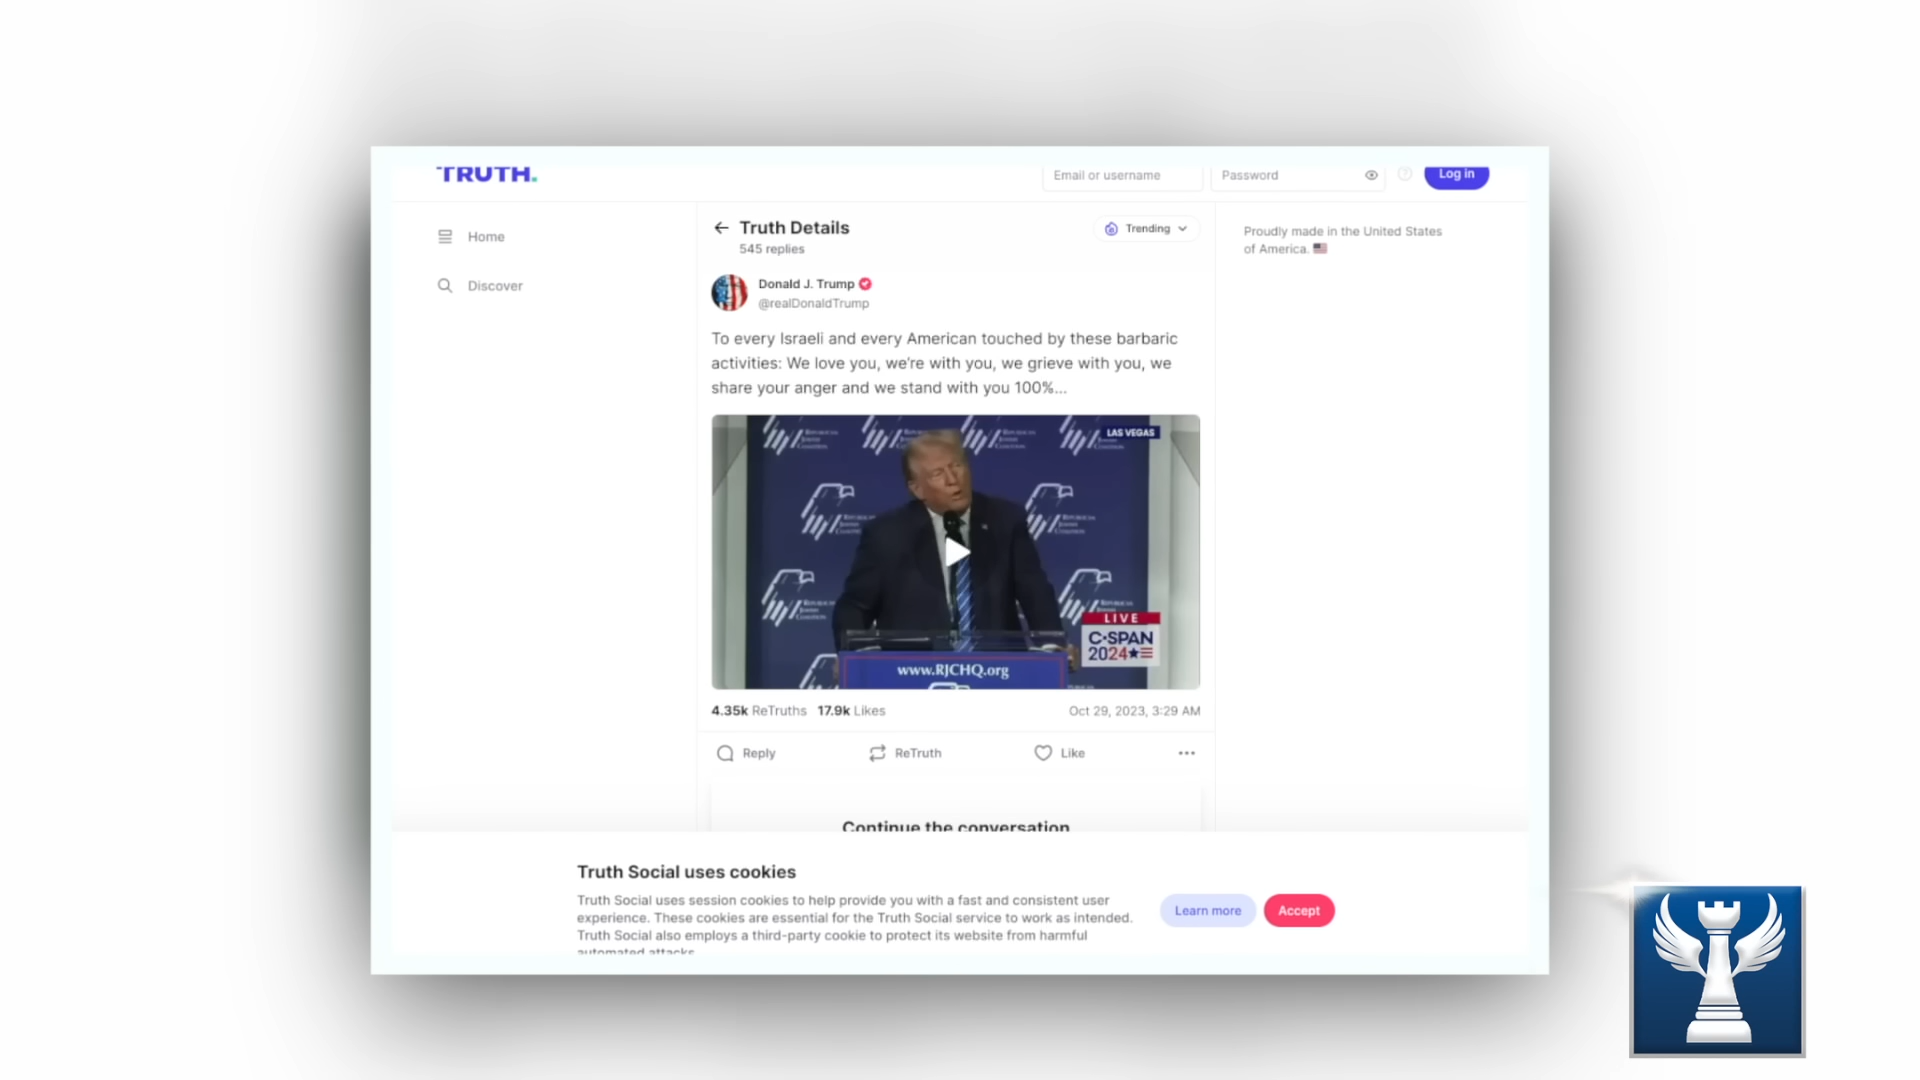 TRUTH.
Email or username
Password
Log in
Home
Discover
Truth Details
545 replies
Trending
Proudly made in the United States
of America.
Donald J. Trump
@realDonaldTrump
To every Israeli and every American touched by these barbaric
activities: We love you, we're with you, we grieve with you, we
share your anger and we stand with you 100%...
LAS VEGAS
LIVE
C-SPAN
2024
www.RJCHQ.org
4.35k ReTruths 17.9k Likes
Oct 29, 2023, 3:29 AM
Reply
ReTruth
Like
Continue the conversation
Truth Social uses cookies
Truth Social uses session cookies to help provide you with a fast and consistent user
experience. These cookies are essential for the Truth Social service to work as intended.
Truth Social also employs a third-party cookie to protect its website from harmful
automated attacks.
Learn more
Accept